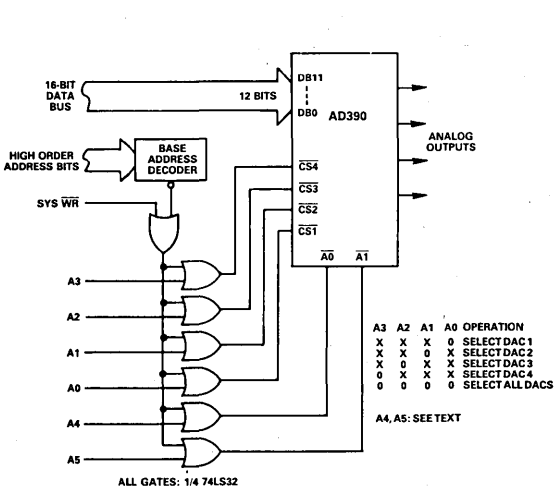 16-BIT
DATA
BUS
12 BITS
DB11
DB0
AD390
ANALOG
OUTPUTS
HIGH ORDER
ADDRESS BITS
BASE
ADDRESS
DECODER
SYS WR
CS4
CS3
CS2
CS1
A0 A1
A3
A2
A1
A0
A4
A5
A3 A2 A1 A0 OPERATION
X X X 0 SELECT DAC 1
X X 0 X SELECT DAC 2
X 0 X X SELECT DAC 3
0 X X X SELECT DAC 4
0 0 0 0 SELECT ALL DACS
A4, A5: SEE TEXT
ALL GATES: 1/4 74LS32